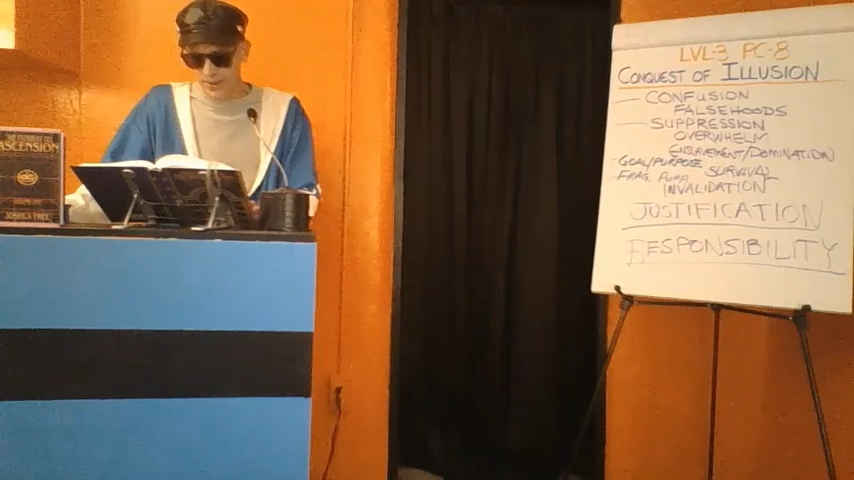 THE PATHWAY TO
ASCENSION
JOSHUA FREE
LVL-3 PC-8
CONQUEST OF ILLUSION
— CONFUSION
FALSEHOODS
— SUPPRESSION
OVERWHELM
ENSLAVEMENT/DOMINATION
- GOAL/PURPOSE SURVIVAL
- FRAG. AURA
INVALIDATION
JUSTIFICATION
RESPONSIBILITY